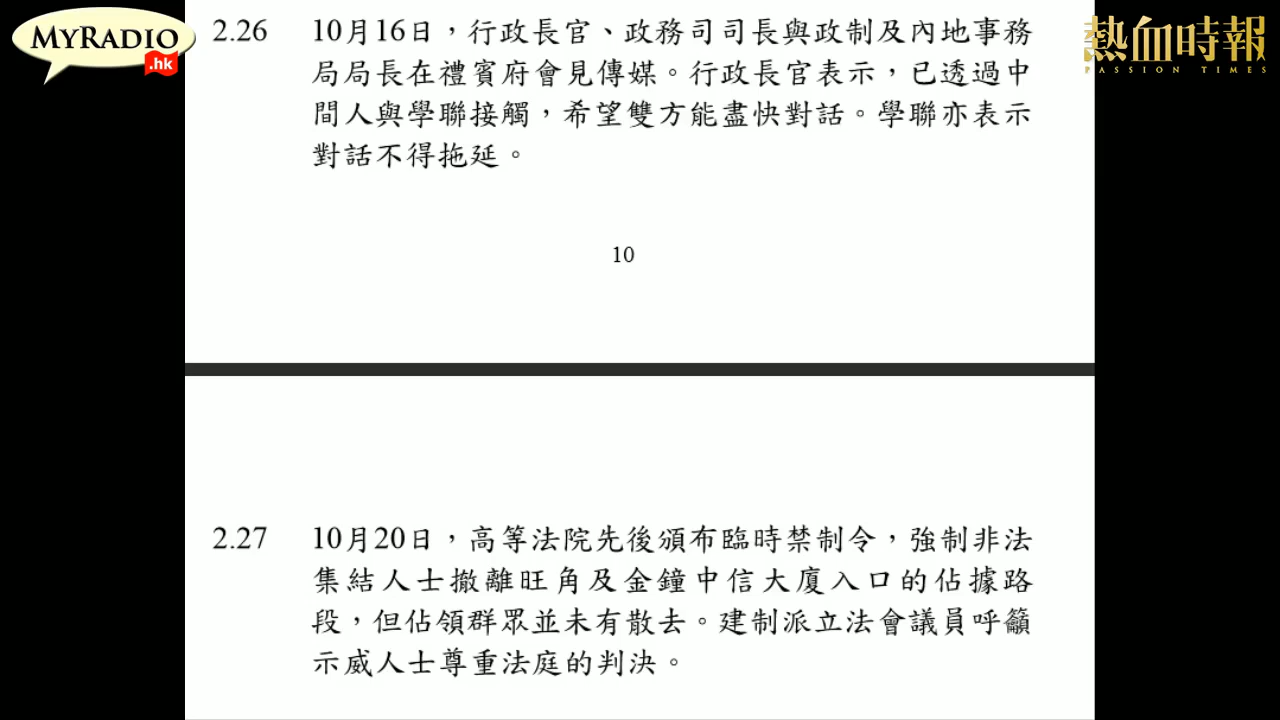 MYRADIO
.hk
熱血時報
PASSION TIMES
2.26 10月16日，行政長官、政務司司長與政制及內地事務
局局長在禮賓府會見傳媒。行政長官表示，已透過中
間人與學聯接觸，希望雙方能盡快對話。學聯亦表示
對話不得拖延。
10
2.27 10月20日，高等法院先後頒布臨時禁制令，強制非法
集結人士撤離旺角及金鐘中信大廈入口的佔據路
段，但佔領群眾並未有散去。建制派立法會議員呼籲
示威人士尊重法庭的判決。